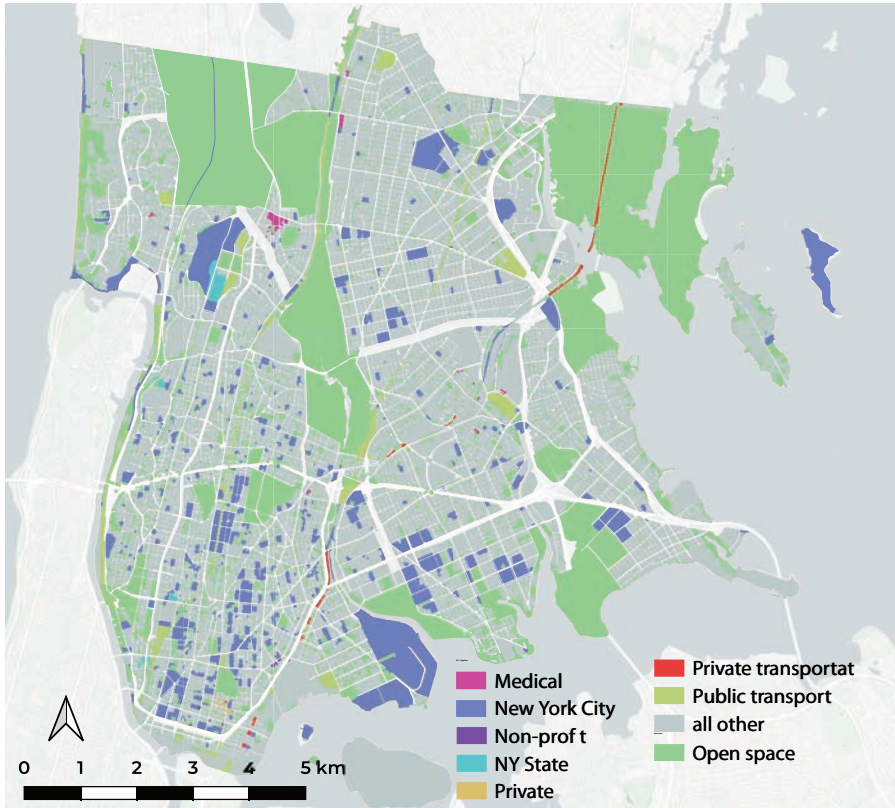 Medical
New York City
Non-prof t
NY State
Private
Private transportat
Public transport
all other
Open space
0 1 2 3 4 5 km